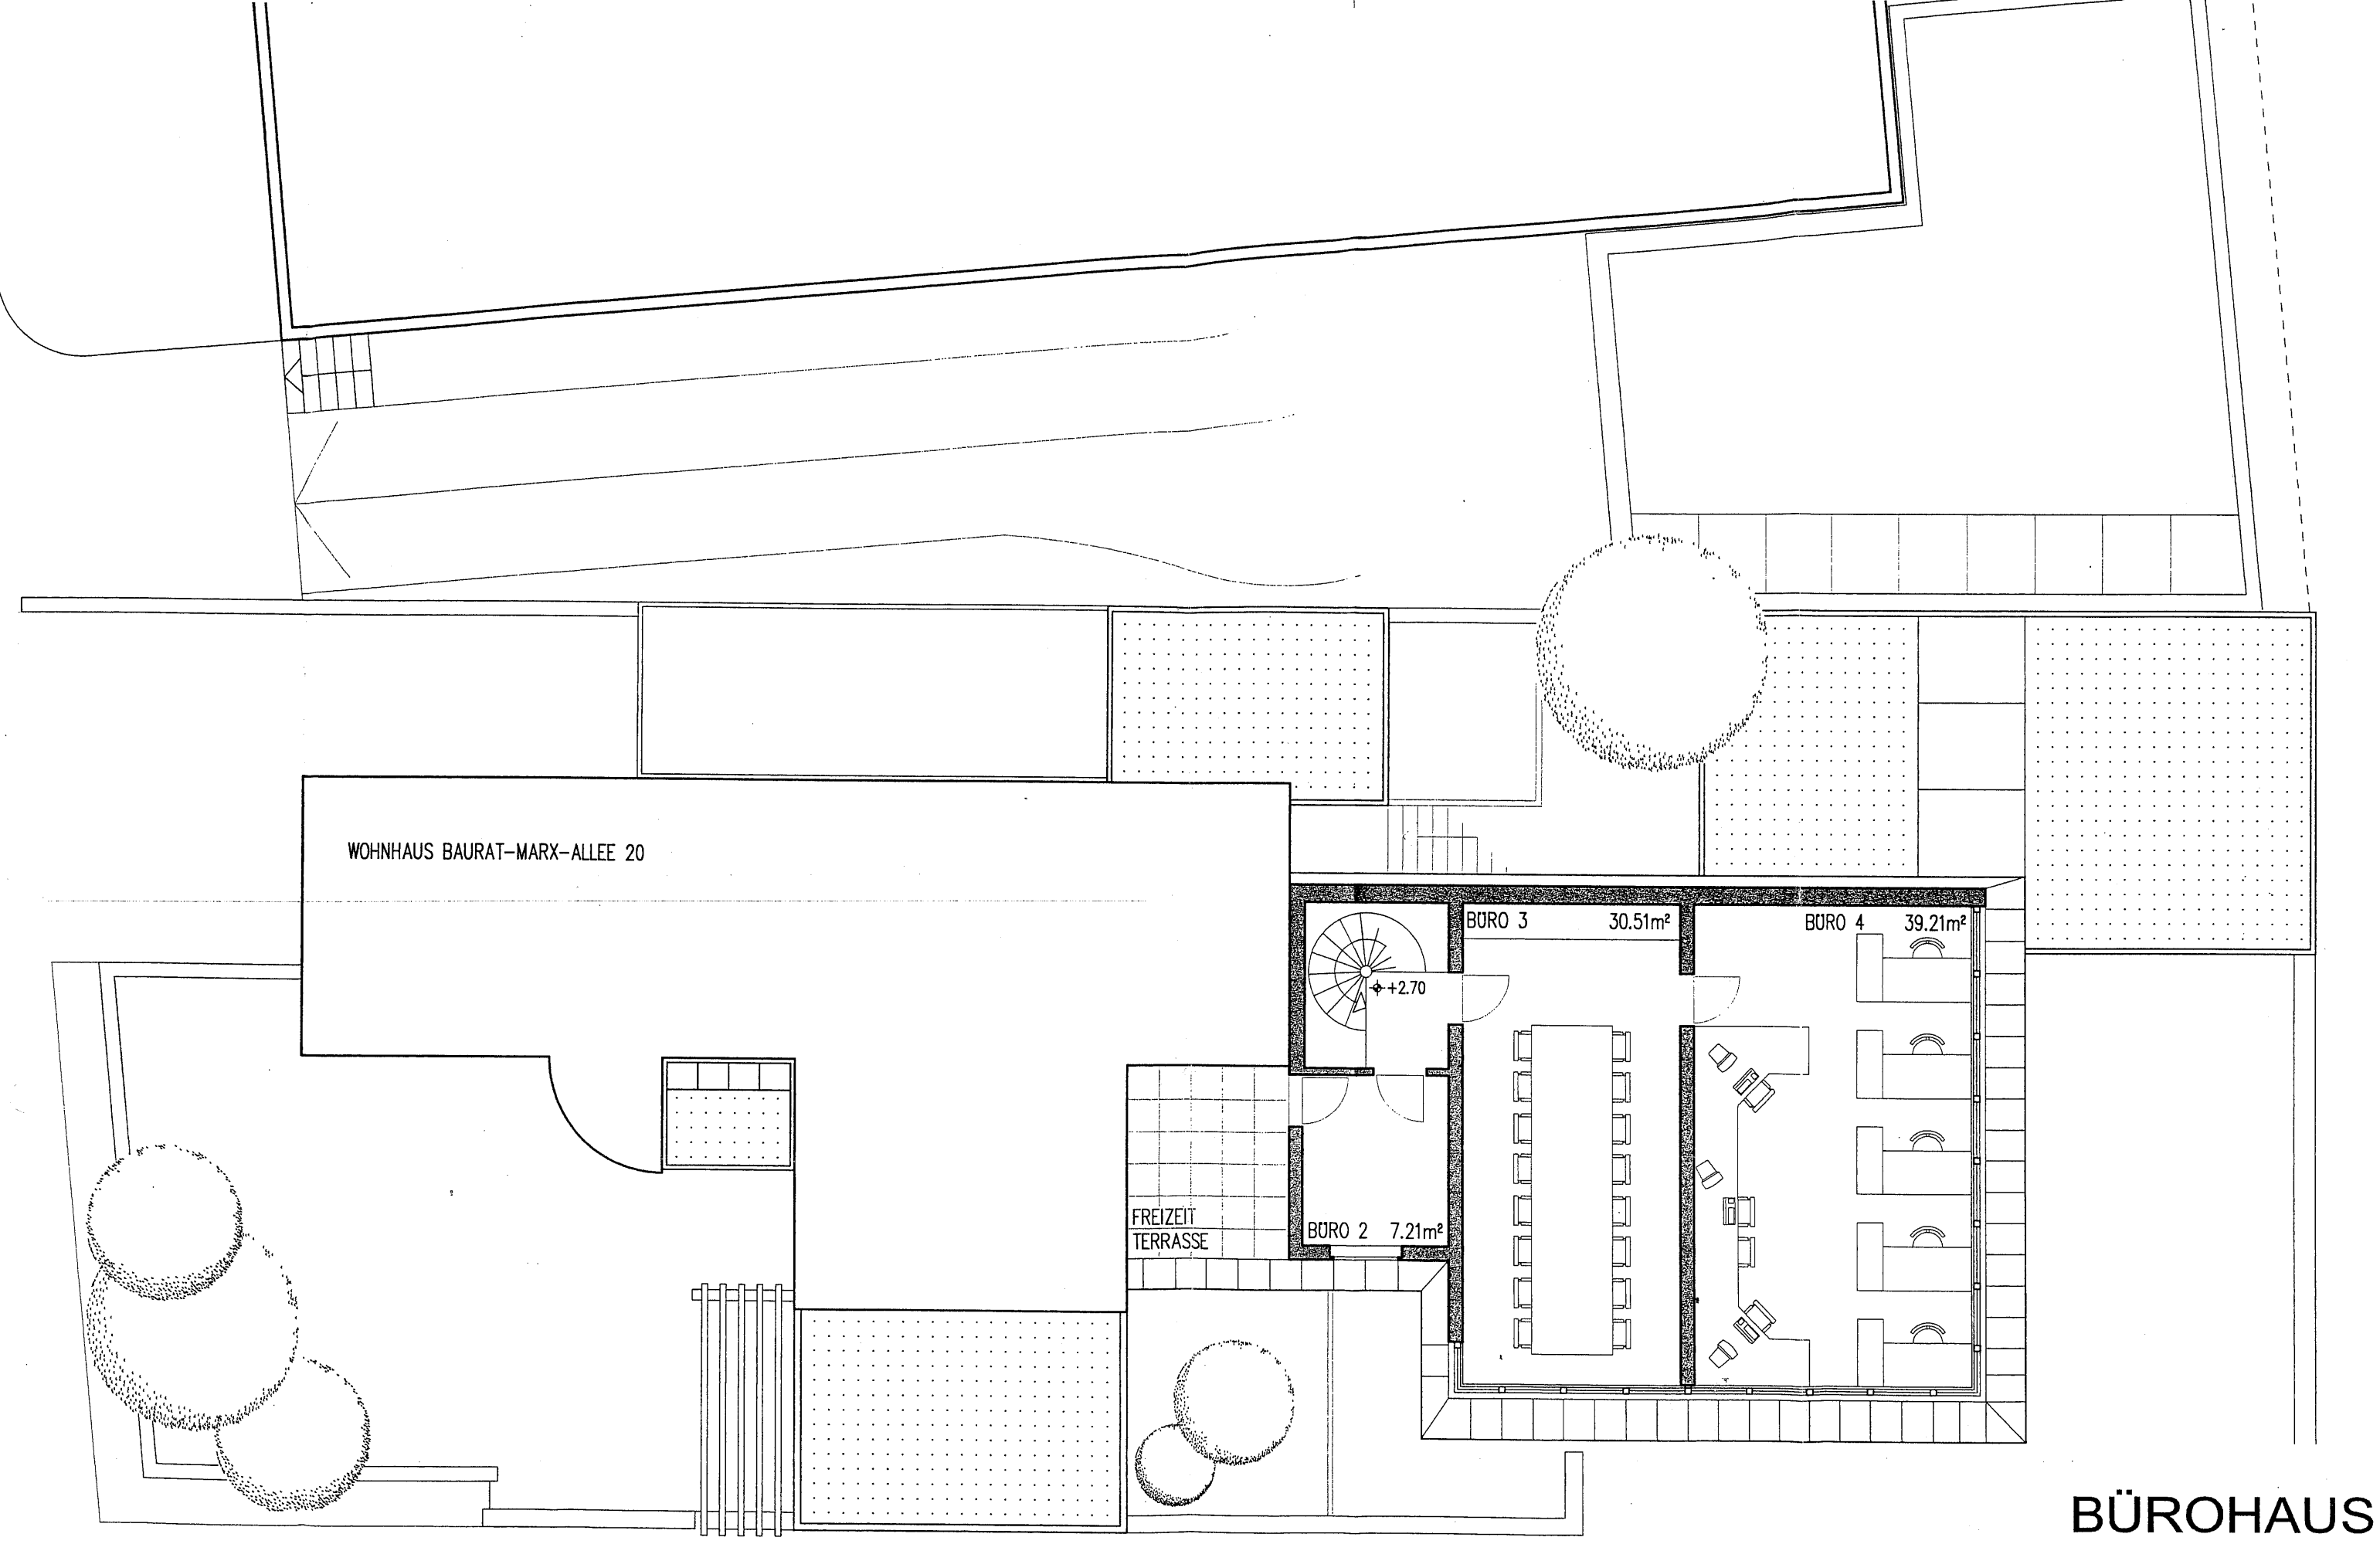 WOHNHAUS BAURAT-MARX-ALLEE 20
BÜRO 3 30.51m²
BÜRO 4 39.21m²
+2.70
FREIZEIT
TERRASSE
BÜRO 2 7.21m²
BÜROHAUS